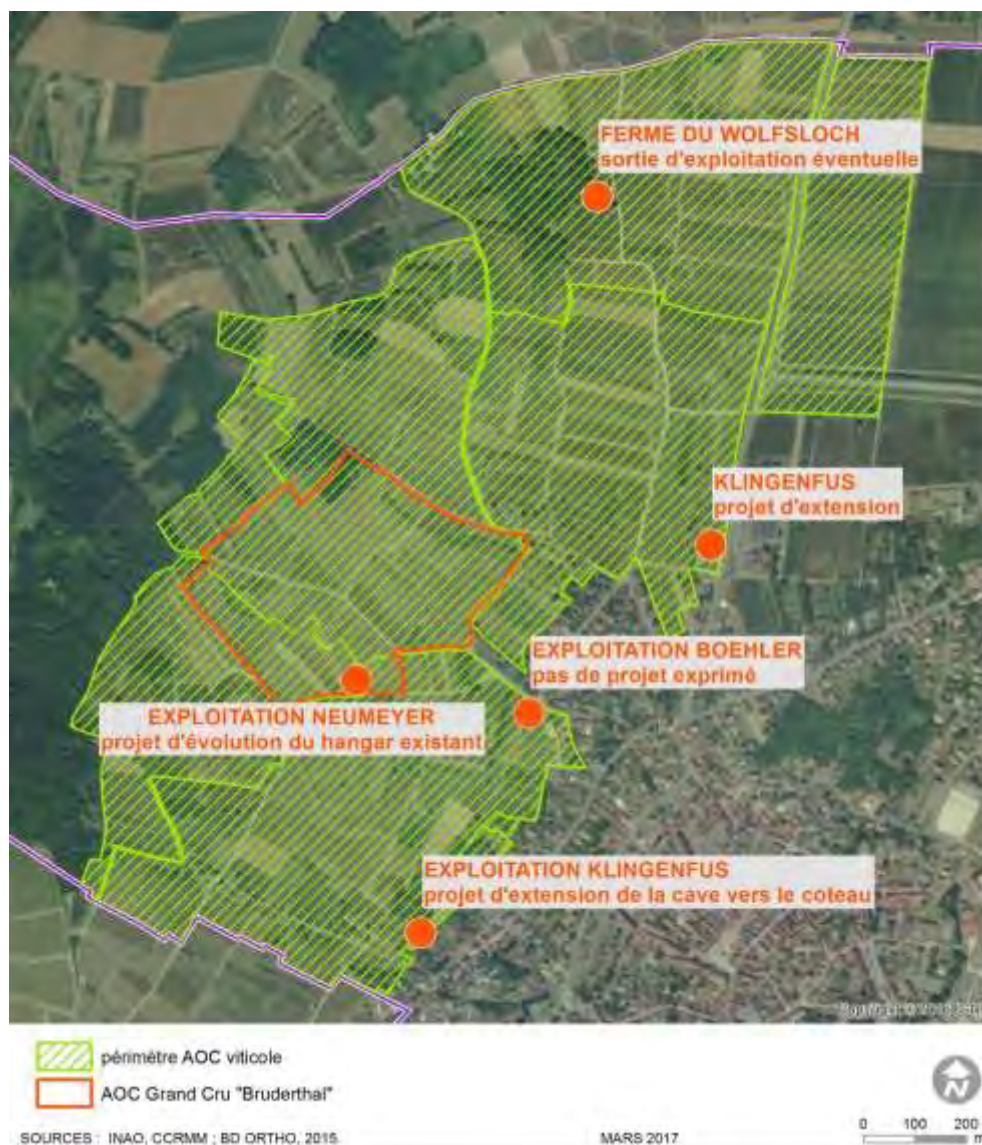 FERME DU WOLFSLOCH
sortie d'exploitation éventuelle
KLINGENFUS
projet d'extension
EXPLOITATION BOEHLER
pas de projet exprimé
EXPLOITATION NEUMEYER
projet d'évolution du hangar existant
EXPLOITATION KLINGENFUS
projet d'extension de la cave vers le coteau
périmètre AOC viticole
AOC Grand Cru "Bruderthal"
N
0 100 200
m
SOURCES : INAO, CCRMM ; BD ORTHO, 2015
MARS 2017